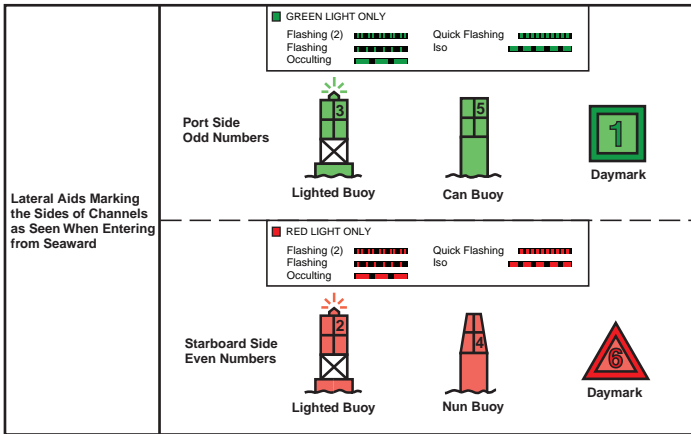 GREEN LIGHT ONLY
Flashing (2)
Quick Flashing
Flashing
Iso
Occulting
Port Side
Odd Numbers
3
5
1
Lighted Buoy
Can Buoy
Daymark
Lateral Aids Marking
the Sides of Channels
as Seen When Entering
from Seaward
RED LIGHT ONLY
Flashing (2)
Quick Flashing
Flashing
Iso
Occulting
Starboard Side
Even Numbers
2
4
6
Lighted Buoy
Nun Buoy
Daymark